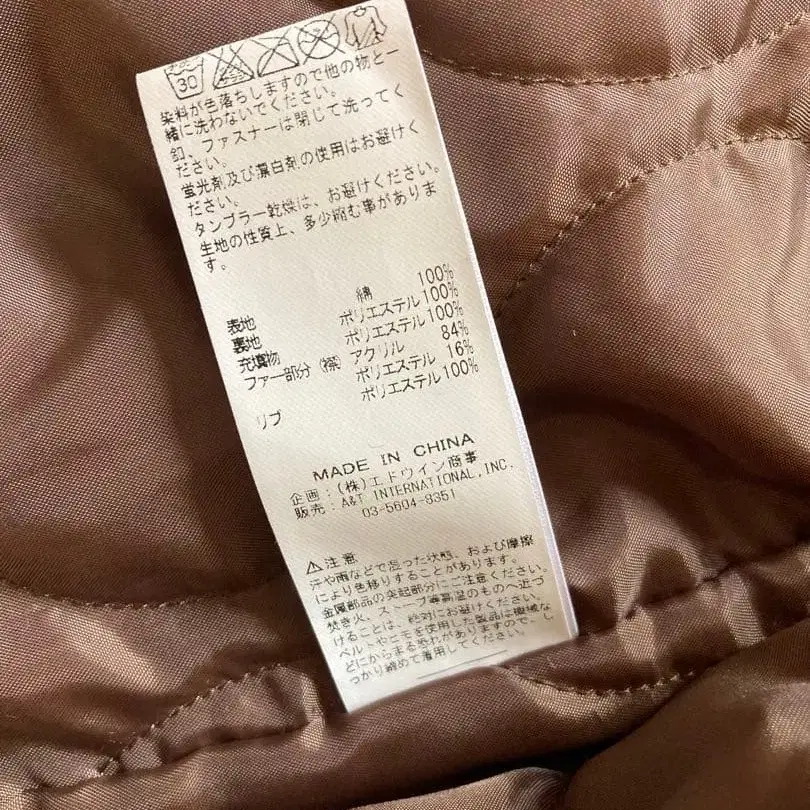 30
染料が色落ちしますので他の物と一
緒に洗わないでください。
釦、ファスナーは閉じて洗ってく
ださい。
蛍光剤及び漂白剤の使用はお避けく
ださい。
タンブラー乾燥は、お避けください。
生地の性質上、多少縮む事がありま
す。
表地 綿 100%
裏地 ポリエステル 100%
充填物 ポリエステル 100%
ファー部分(襟) アクリル 84%
ポリエステル 16%
リブ ポリエステル 100%
MADE IN CHINA
企画:(株)エドウイン商事
販売:A&T INTERNATIONAL,INC.
03-5604-8351
⚠注意
汗や雨などで湿った状態、および摩擦
により色移りすることがあります。
金属部品の突起部分にご注意ください。
焚き火、ストーブ等高温のものへ近づ
けることは、絶対にお避けください。
ベルトやヒモを使用した製品は機械な
どにからまる恐れがありますので、し
っかり締めて着用してください。